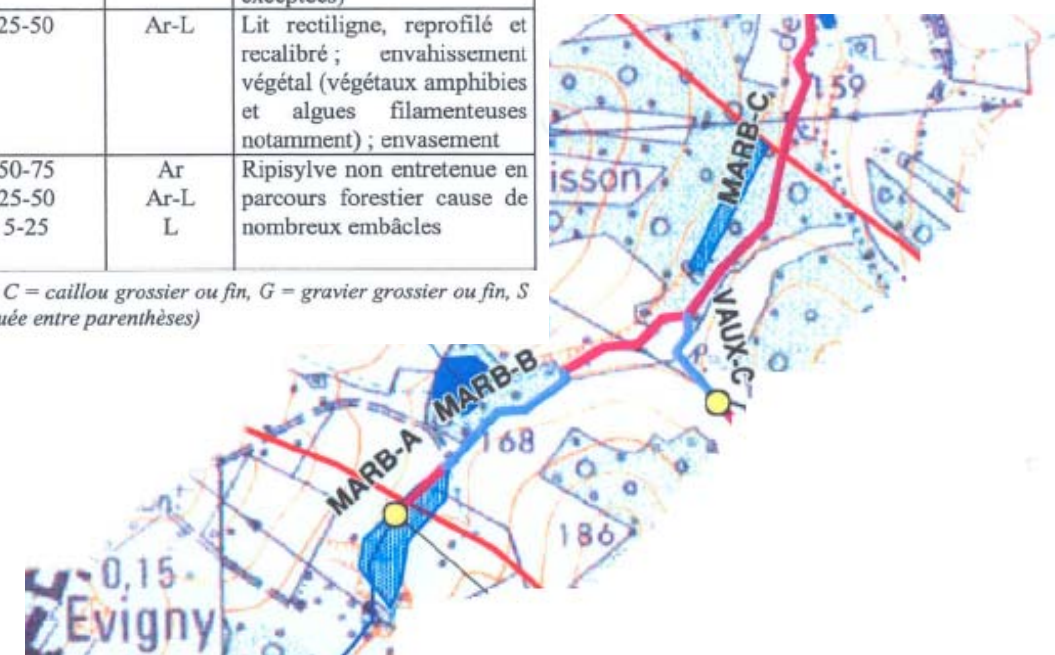 exceptées)
25-50 Ar-L Lit rectiligne, reprofilé et
recalibré ; envahissement
végétal (végétaux amphibies
et algues filamenteuses
notamment) ; envasement
50-75 Ar Ripisylve non entretenue en
25-50 Ar-L parcours forestier cause de
5-25 L nombreux embâcles
C = caillou grossier ou fin, G = gravier grossier ou fin, S
uée entre parenthèses)
de
159
4
MARB-C
isson
VAUX-C
MARB-B
168
MARB-A
186
0,15
Evigny